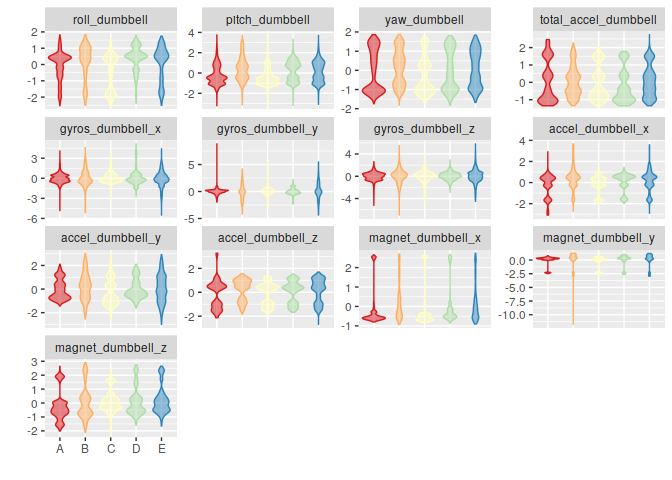 roll_dumbbell pitch_dumbbell yaw_dumbbell total_accel_dumbbell
2 1 0 -1 -2
4 2 0 -2
2 1 0 -1 -2
2 1 0 -1
gyros_dumbbell_x gyros_dumbbell_y gyros_dumbbell_z accel_dumbbell_x
3 0 -3 -6
5 0 -5
4 0 -4
4 2 0 -2
accel_dumbbell_y accel_dumbbell_z magnet_dumbbell_x magnet_dumbbell_y
2 0 -2
2 0 -2
2 1 0 -1
0.0 -2.5 -5.0 -7.5 -10.0
magnet_dumbbell_z
3 2 1 0 -1 -2
A B C D E